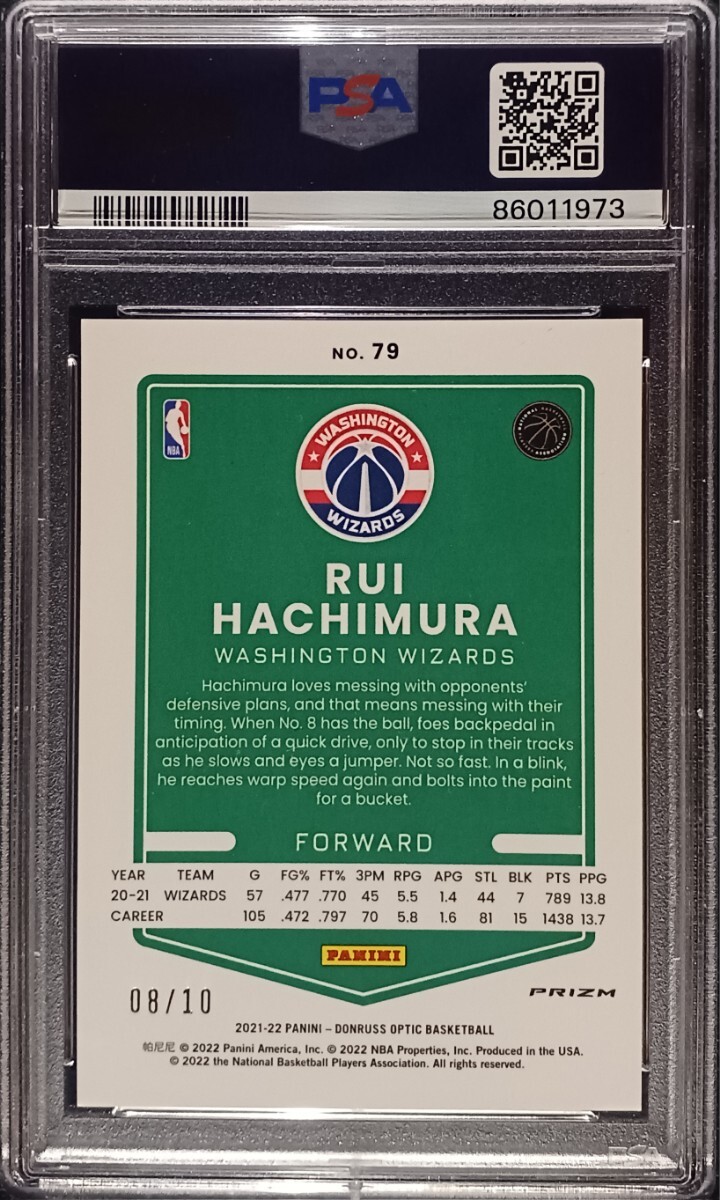 PSA
86011973
NO. 79
NBA
NATIONAL BASKETBALL ASSOCIATION
WASHINGTON
WIZARDS
RUI
HACHIMURA
WASHINGTON WIZARDS
Hachimura loves messing with opponents'
defensive plans, and that means messing with their
timing. When No. 8 has the ball, foes backpedal in
anticipation of a quick drive, only to stop in their tracks
as he slows and eyes a jumper. Not so fast. In a blink,
he reaches warp speed again and bolts into the paint
for a bucket.
FORWARD
YEAR TEAM G FG% FT% 3PM RPG APG STL BLK PTS PPG
20-21 WIZARDS 57 .477 .770 45 5.5 1.4 44 7 789 13.8
CAREER 105 .472 .797 70 5.8 1.6 81 15 1438 13.7
PANINI
08/10
PRIZM
2021-22 PANINI – DONRUSS OPTIC BASKETBALL
帕尼尼 © 2022 Panini America, Inc. © 2022 NBA Properties, Inc. Produced in the USA.
© 2022 the National Basketball Players Association. All rights reserved.
PSA